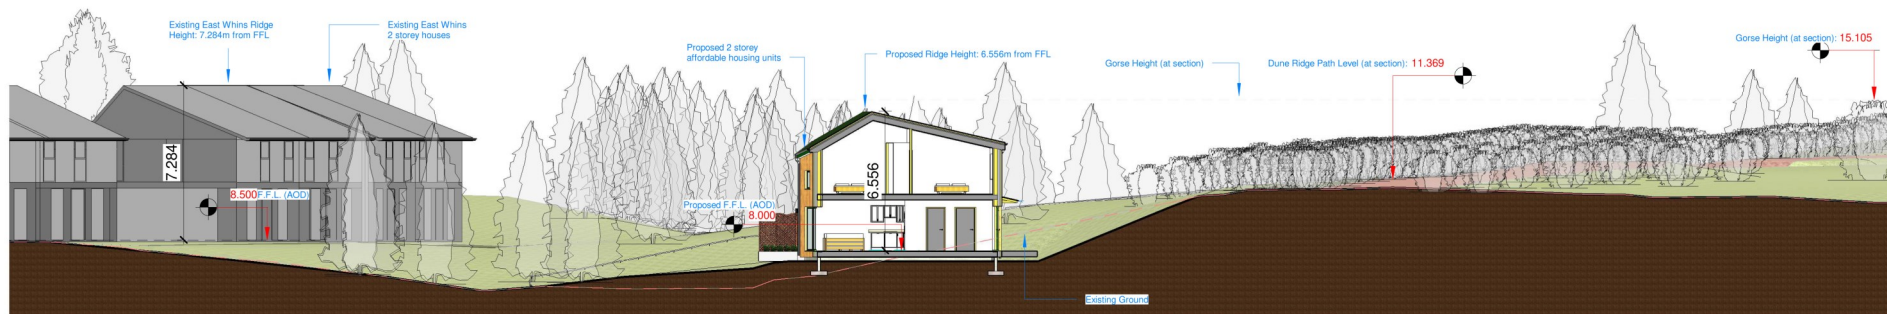 Existing East Whins Ridge
Height: 7.284m from FFL
Existing East Whins
2 storey houses
Proposed 2 storey
affordable housing units
Proposed Ridge Height: 6.556m from FFL
Gorse Height (at section)
Dune Ridge Path Level (at section): 11.369
Gorse Height (at section): 15.105
7.284
8.500 F.F.L. (AOD)
6.556
Proposed F.F.L. (AOD)
8.000
Existing Ground